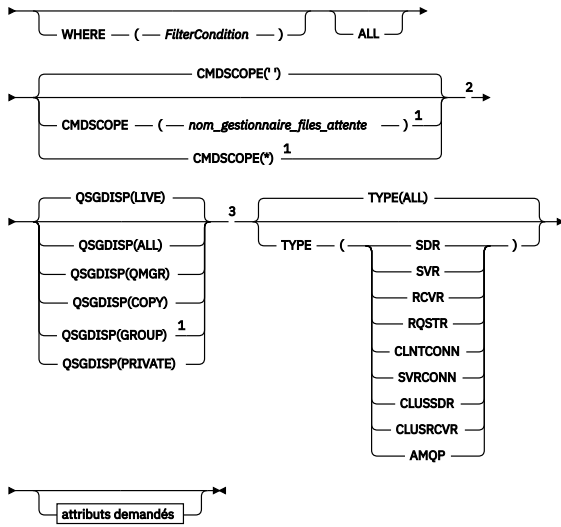 WHERE ( FilterCondition ) ALL
CMDSCOPE(' ')
2
CMDSCOPE ( nom_gestionnaire_files_attente ) 1
CMDSCOPE(*) 1
QSGDISP(LIVE) 3 TYPE(ALL)
QSGDISP(ALL) TYPE ( SDR )
QSGDISP(QMGR) SVR
QSGDISP(COPY) RCVR
QSGDISP(GROUP) 1 RQSTR
QSGDISP(PRIVATE) CLNTCONN
SVRCONN
CLUSSDR
CLUSRCVR
AMQP
attributs demandés